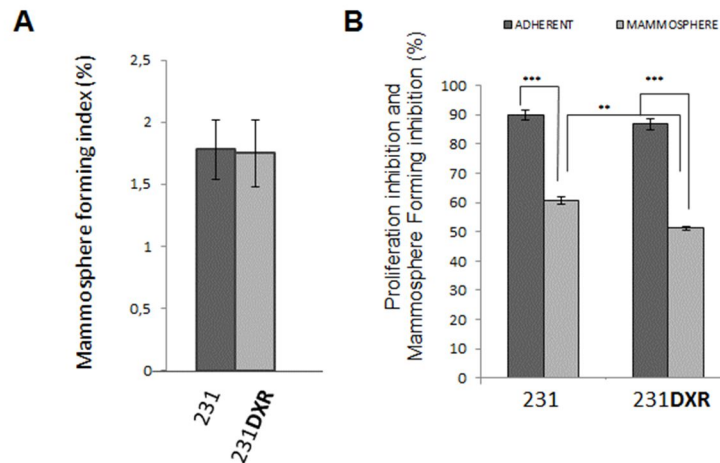 A
Mammosphere forming index (%)
2,5
2
1,5
1
0,5
0
231
231DXR
B
ADHERENT MAMMOSPHERE
Proliferation inhibition and
Mammosphere Forming inhibition (%)
100
90
80
70
60
50
40
30
20
10
0
*** ** ***
231 231DXR